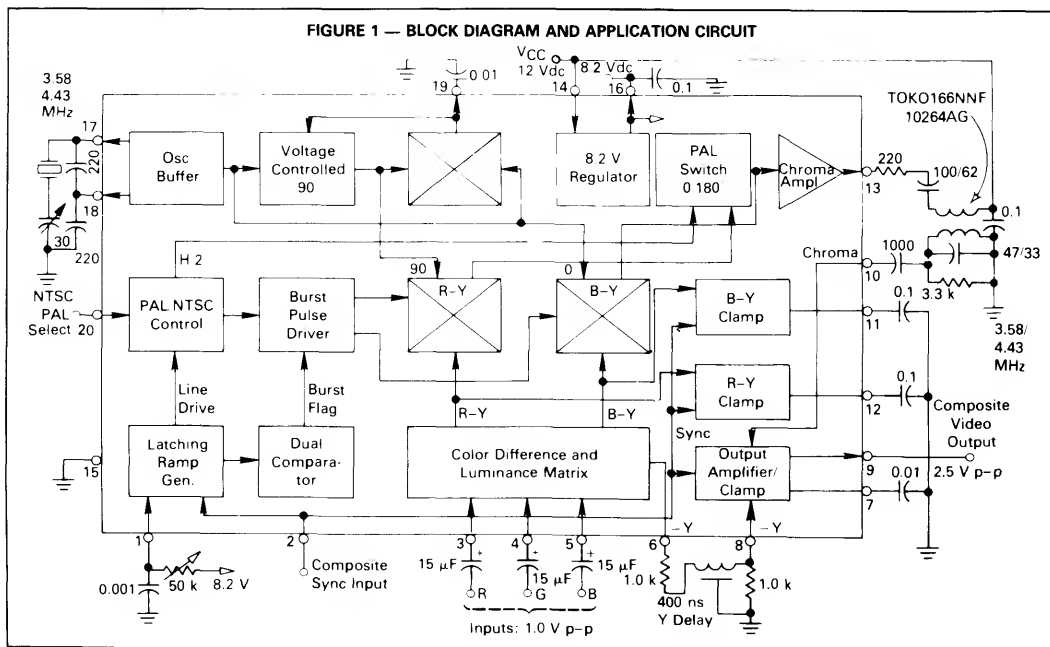 FIGURE 1 — BLOCK DIAGRAM AND APPLICATION CIRCUIT
3.58
4.43
MHz
17
220
18
30
220
NTSC
PAL
Select 20
0 01
19
VCC
12 Vdc
14
8 2 Vdc
16
0.1
TOKO166NNF
10264AG
Osc
Buffer
Voltage
Controlled
90
8.2 V
Regulator
PAL
Switch
0 180
Chroma
Ampl
13
220
100/62
0.1
47/33
3.3 k
3.58/
4.43
MHz
Chroma
10
1000
H 2
PAL NTSC
Control
Burst
Pulse
Driver
90
R–Y
0
B–Y
B–Y
Clamp
11
0.1
R–Y
Clamp
12
0.1
Line
Drive
Burst
Flag
R–Y
B–Y
Sync
15
Latching
Ramp
Gen.
Dual
Compara-
tor
Color Difference and
Luminance Matrix
Output
Amplifier/
Clamp
9
7
0.01
Composite
Video
Output
2.5 V p–p
–Y
–Y
1
2
3
4
5
6
8
0.001
50 k
8.2 V
Composite
Sync Input
15 µF
+
15
µF
+
15 µF
+
R
G
B
Inputs: 1.0 V p–p
1.0 k
400 ns
Y Delay
1.0 k